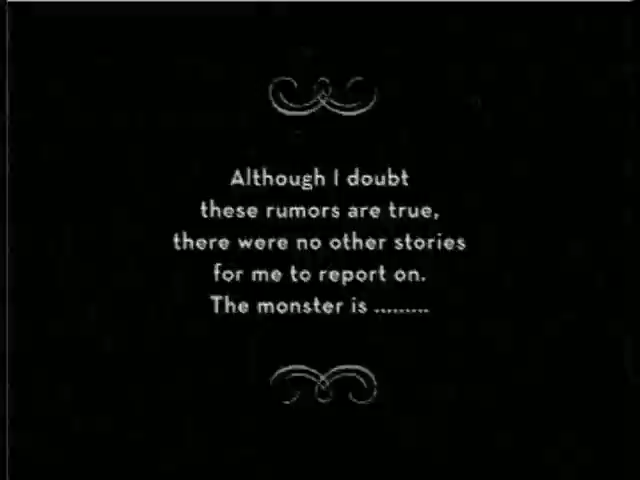 Although I doubt
these rumors are true,
there were no other stories
for me to report on.
The monster is .........